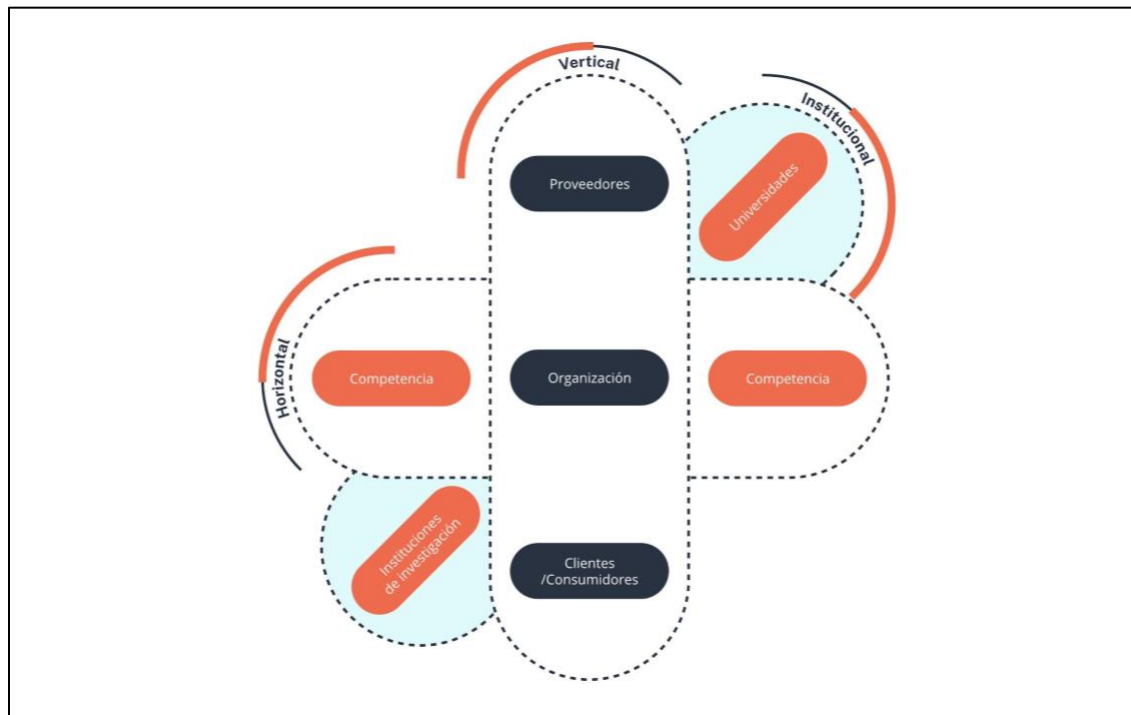 Vertical
Institucional
Proveedores
Universidades
Horizontal
Competencia
Organización
Competencia
Instituciones
de investigación
Clientes
/Consumidores